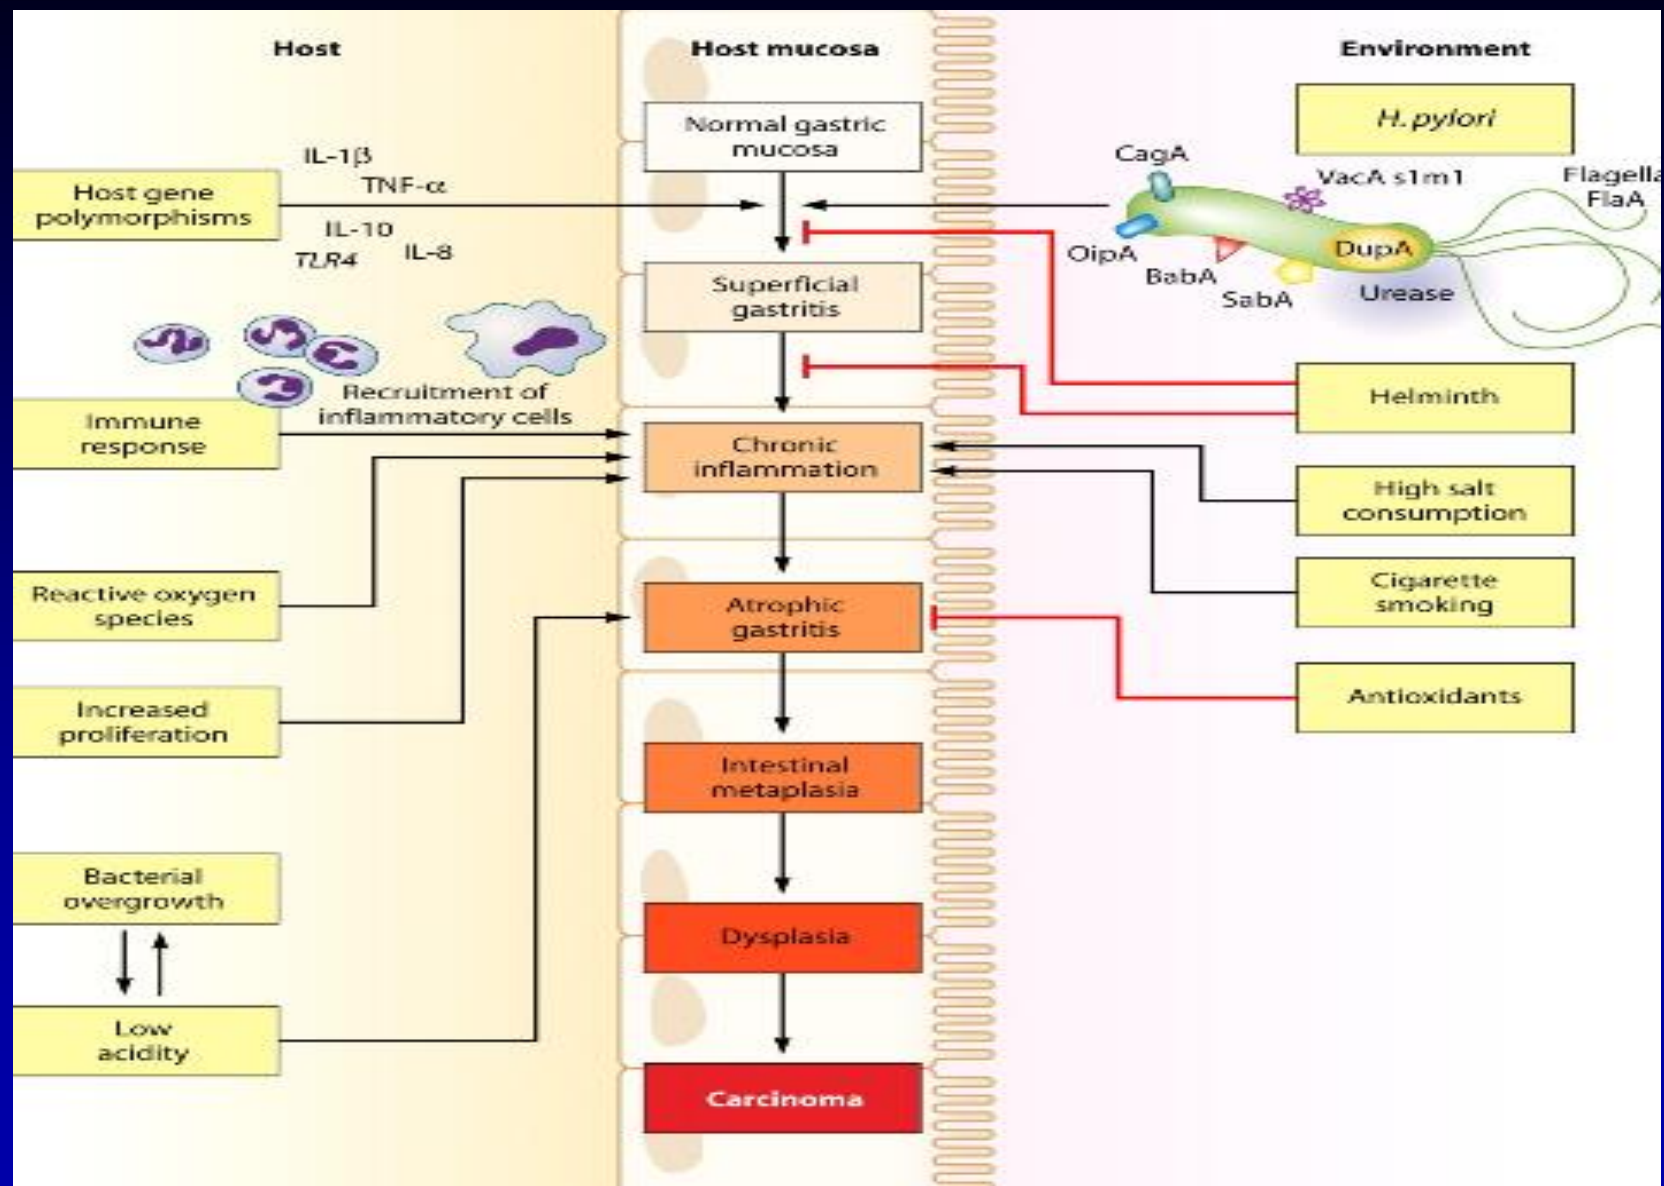 Host
Host mucosa
Environment
Normal gastric
mucosa
H. pylori
IL-1β
TNF-α
Host gene
polymorphisms
IL-10
IL-8
TLR4
CagA
VacA s1m1
Flagella
FlaA
OipA
BabA
SabA
DupA
Urease
Superficial
gastritis
Recruitment of
inflammatory cells
Immune
response
Helminth
Chronic
inflammation
High salt
consumption
Reactive oxygen
species
Atrophic
gastritis
Cigarette
smoking
Increased
proliferation
Antioxidants
Intestinal
metaplasia
Bacterial
overgrowth
Dysplasia
Low
acidity
Carcinoma